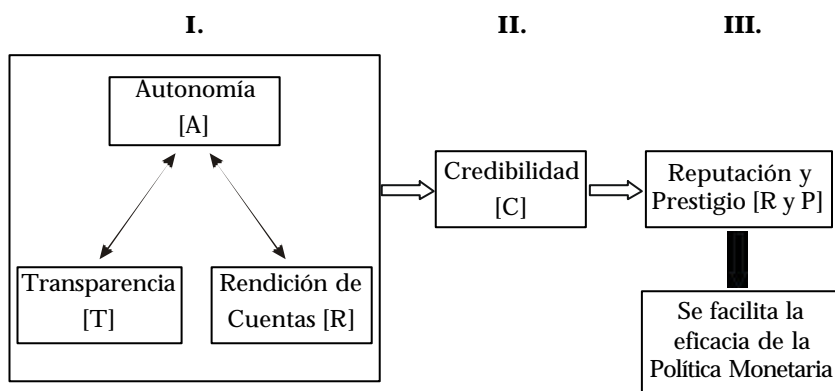 I.
II.
III.
Autonomía
[A]
Transparencia
[T]
Rendición de
Cuentas [R]
Credibilidad
[C]
Reputación y
Prestigio [R y P]
Se facilita la
eficacia de la
Política Monetaria